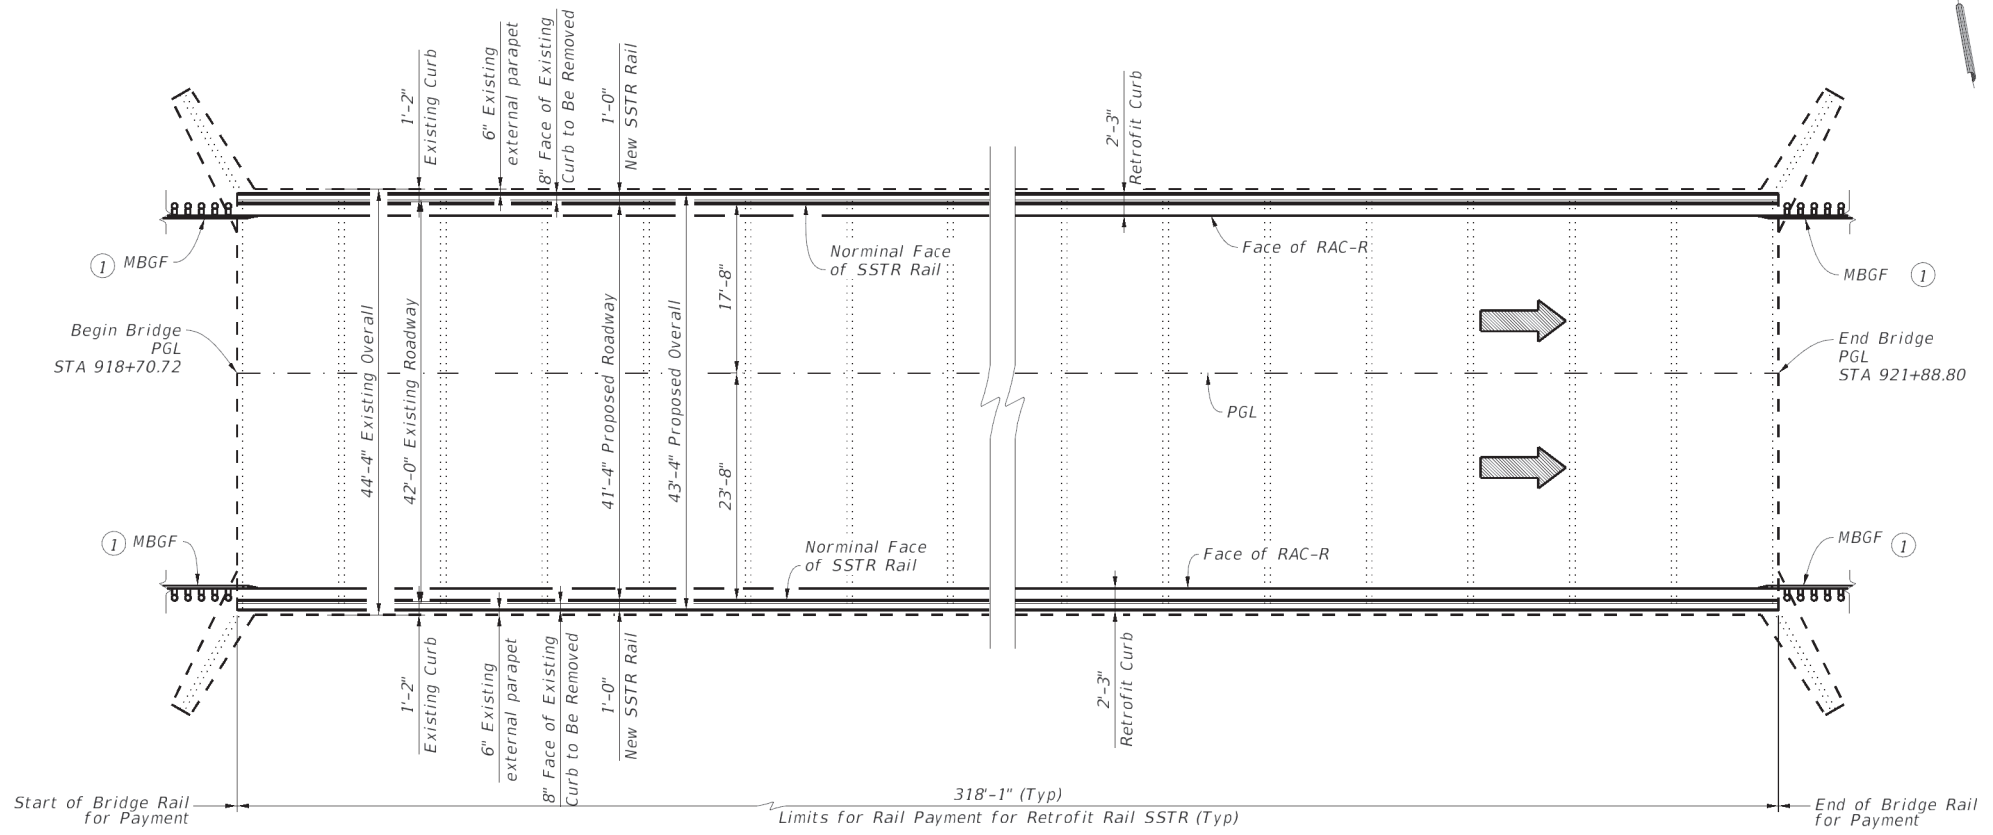 1'-2"
Existing Curb
6" Existing
external parapet
8" Face of Existing
Curb to Be Removed
1'-0"
New SSTR Rail
2'-3"
Retrofit Curb
1 MBGF
Norminal Face
of SSTR Rail
Face of RAC-R
MBGF 1
Begin Bridge
PGL
STA 918+70.72
44'-4" Existing Overall
42'-0" Existing Roadway
41'-4" Proposed Roadway
43'-4" Proposed Overall
17'-8"
23'-8"
PGL
End Bridge
PGL
STA 921+88.80
1 MBGF
Norminal Face
of SSTR Rail
Face of RAC-R
MBGF 1
1'-2"
Existing Curb
6" Existing
external parapet
8" Face of Existing
Curb to Be Removed
1'-0"
New SSTR Rail
2'-3"
Retrofit Curb
Start of Bridge Rail
for Payment
318'-1" (Typ)
Limits for Rail Payment for Retrofit Rail SSTR (Typ)
End of Bridge Rail
for Payment